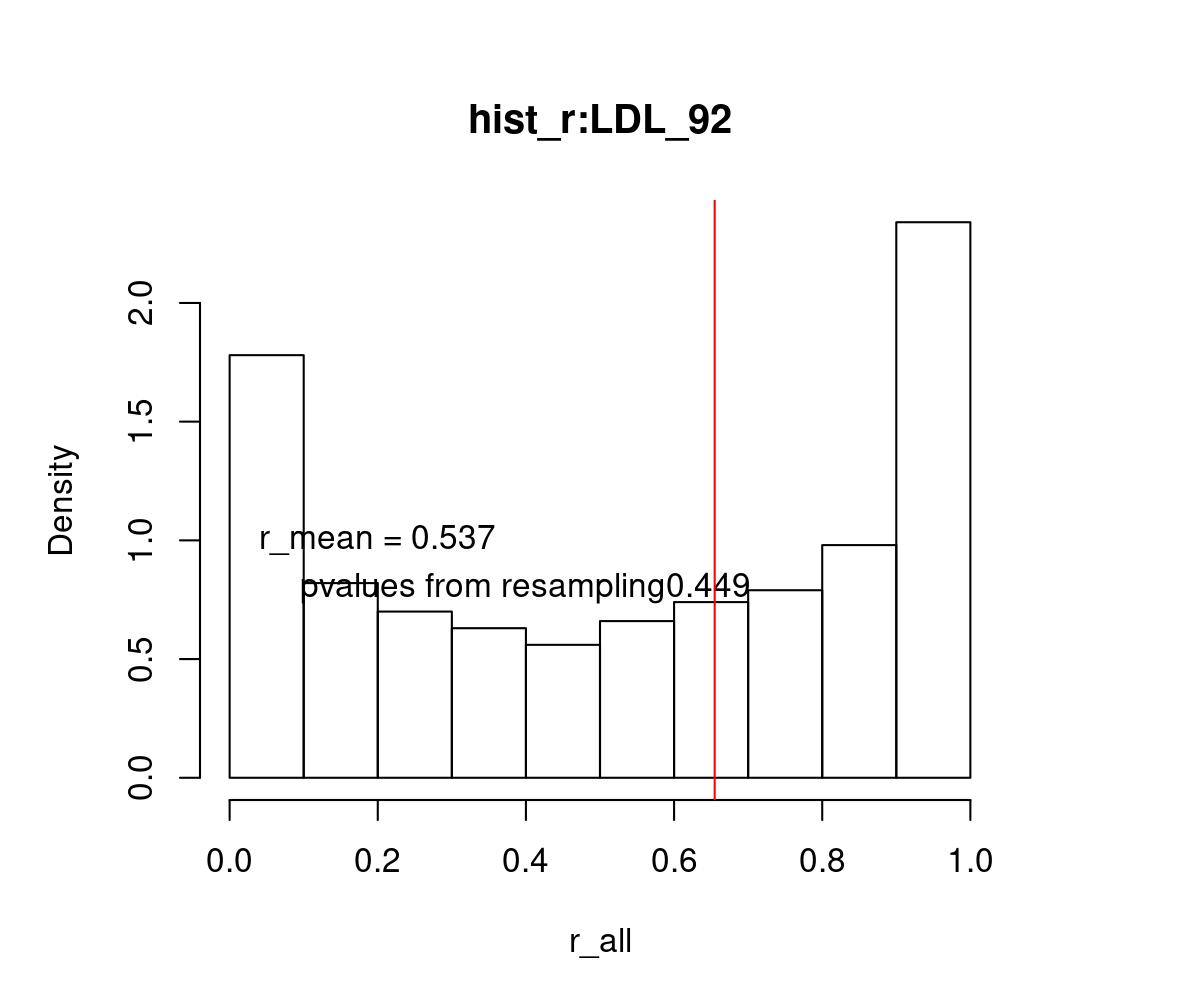 hist_r:LDL_92
Density
2.0
1.5
1.0
0.5
0.0
r_mean = 0.537
pvalues from resampling0.449
0.0 0.2 0.4 0.6 0.8 1.0
r_all